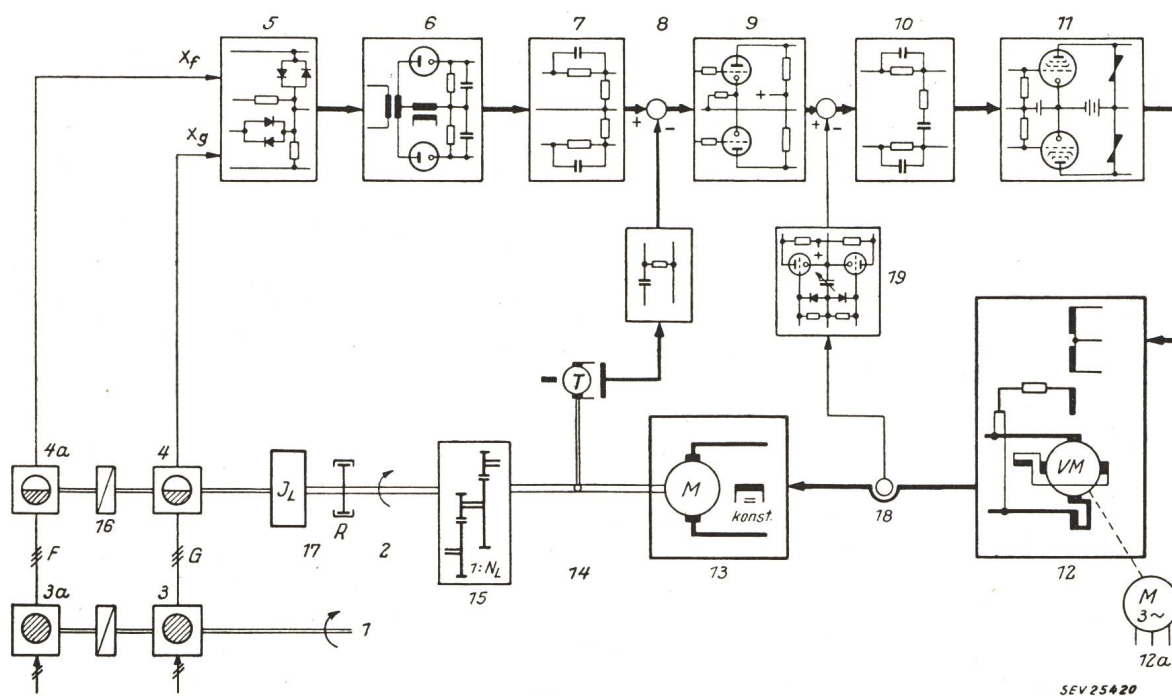 5
6
7
8
9
10
11
x_f
x_g
+
-
+
+
-
+
19
T
4a
4
J_L
M
=
konst.
VM
16
R
18
F
G
17
2
1:N_L
14
13
12
15
3a
3
1
M
3~
12a
SEV 25420